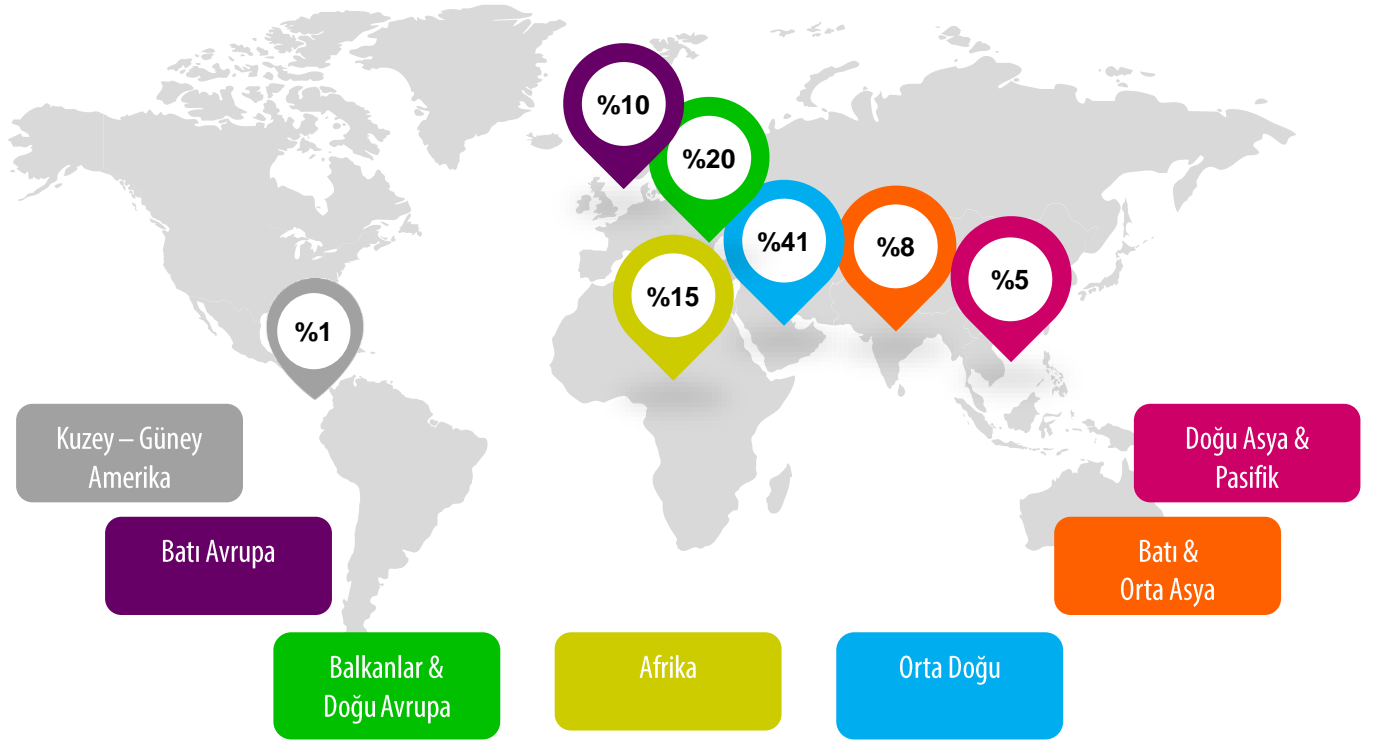 %10
%20
%41
%8
%5
%15
%1
Kuzey – Güney
Amerika
Doğu Asya &
Pasifik
Batı Avrupa
Batı &
Orta Asya
Balkanlar &
Doğu Avrupa
Afrika
Orta Doğu